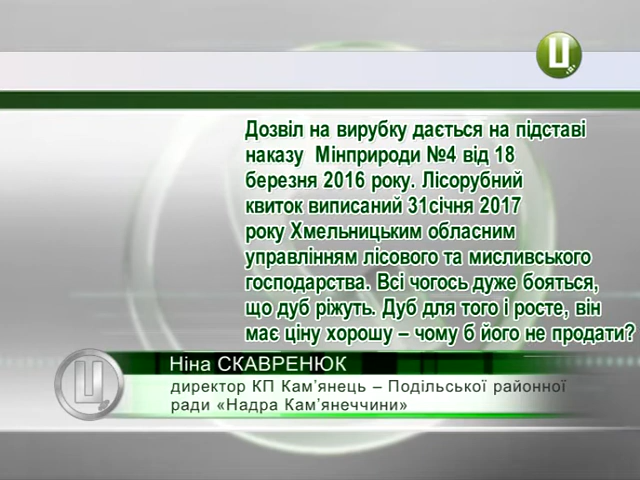 Ц
Дозвіл на вирубку дається на підставі
наказу Мінприроди №4 від 18
березня 2016 року. Лісорубний
квиток виписаний 31січня 2017
року Хмельницьким обласним
управлінням лісового та мисливського
господарства. Всі чогось дуже бояться,
що дуб ріжуть. Дуб для того і росте, він
має ціну хорошу – чому б його не продати?
Ніна СКАВРЕНЮК
Ц
директор КП Кам’янець – Подільської районної
ради «Надра Кам’янеччини»